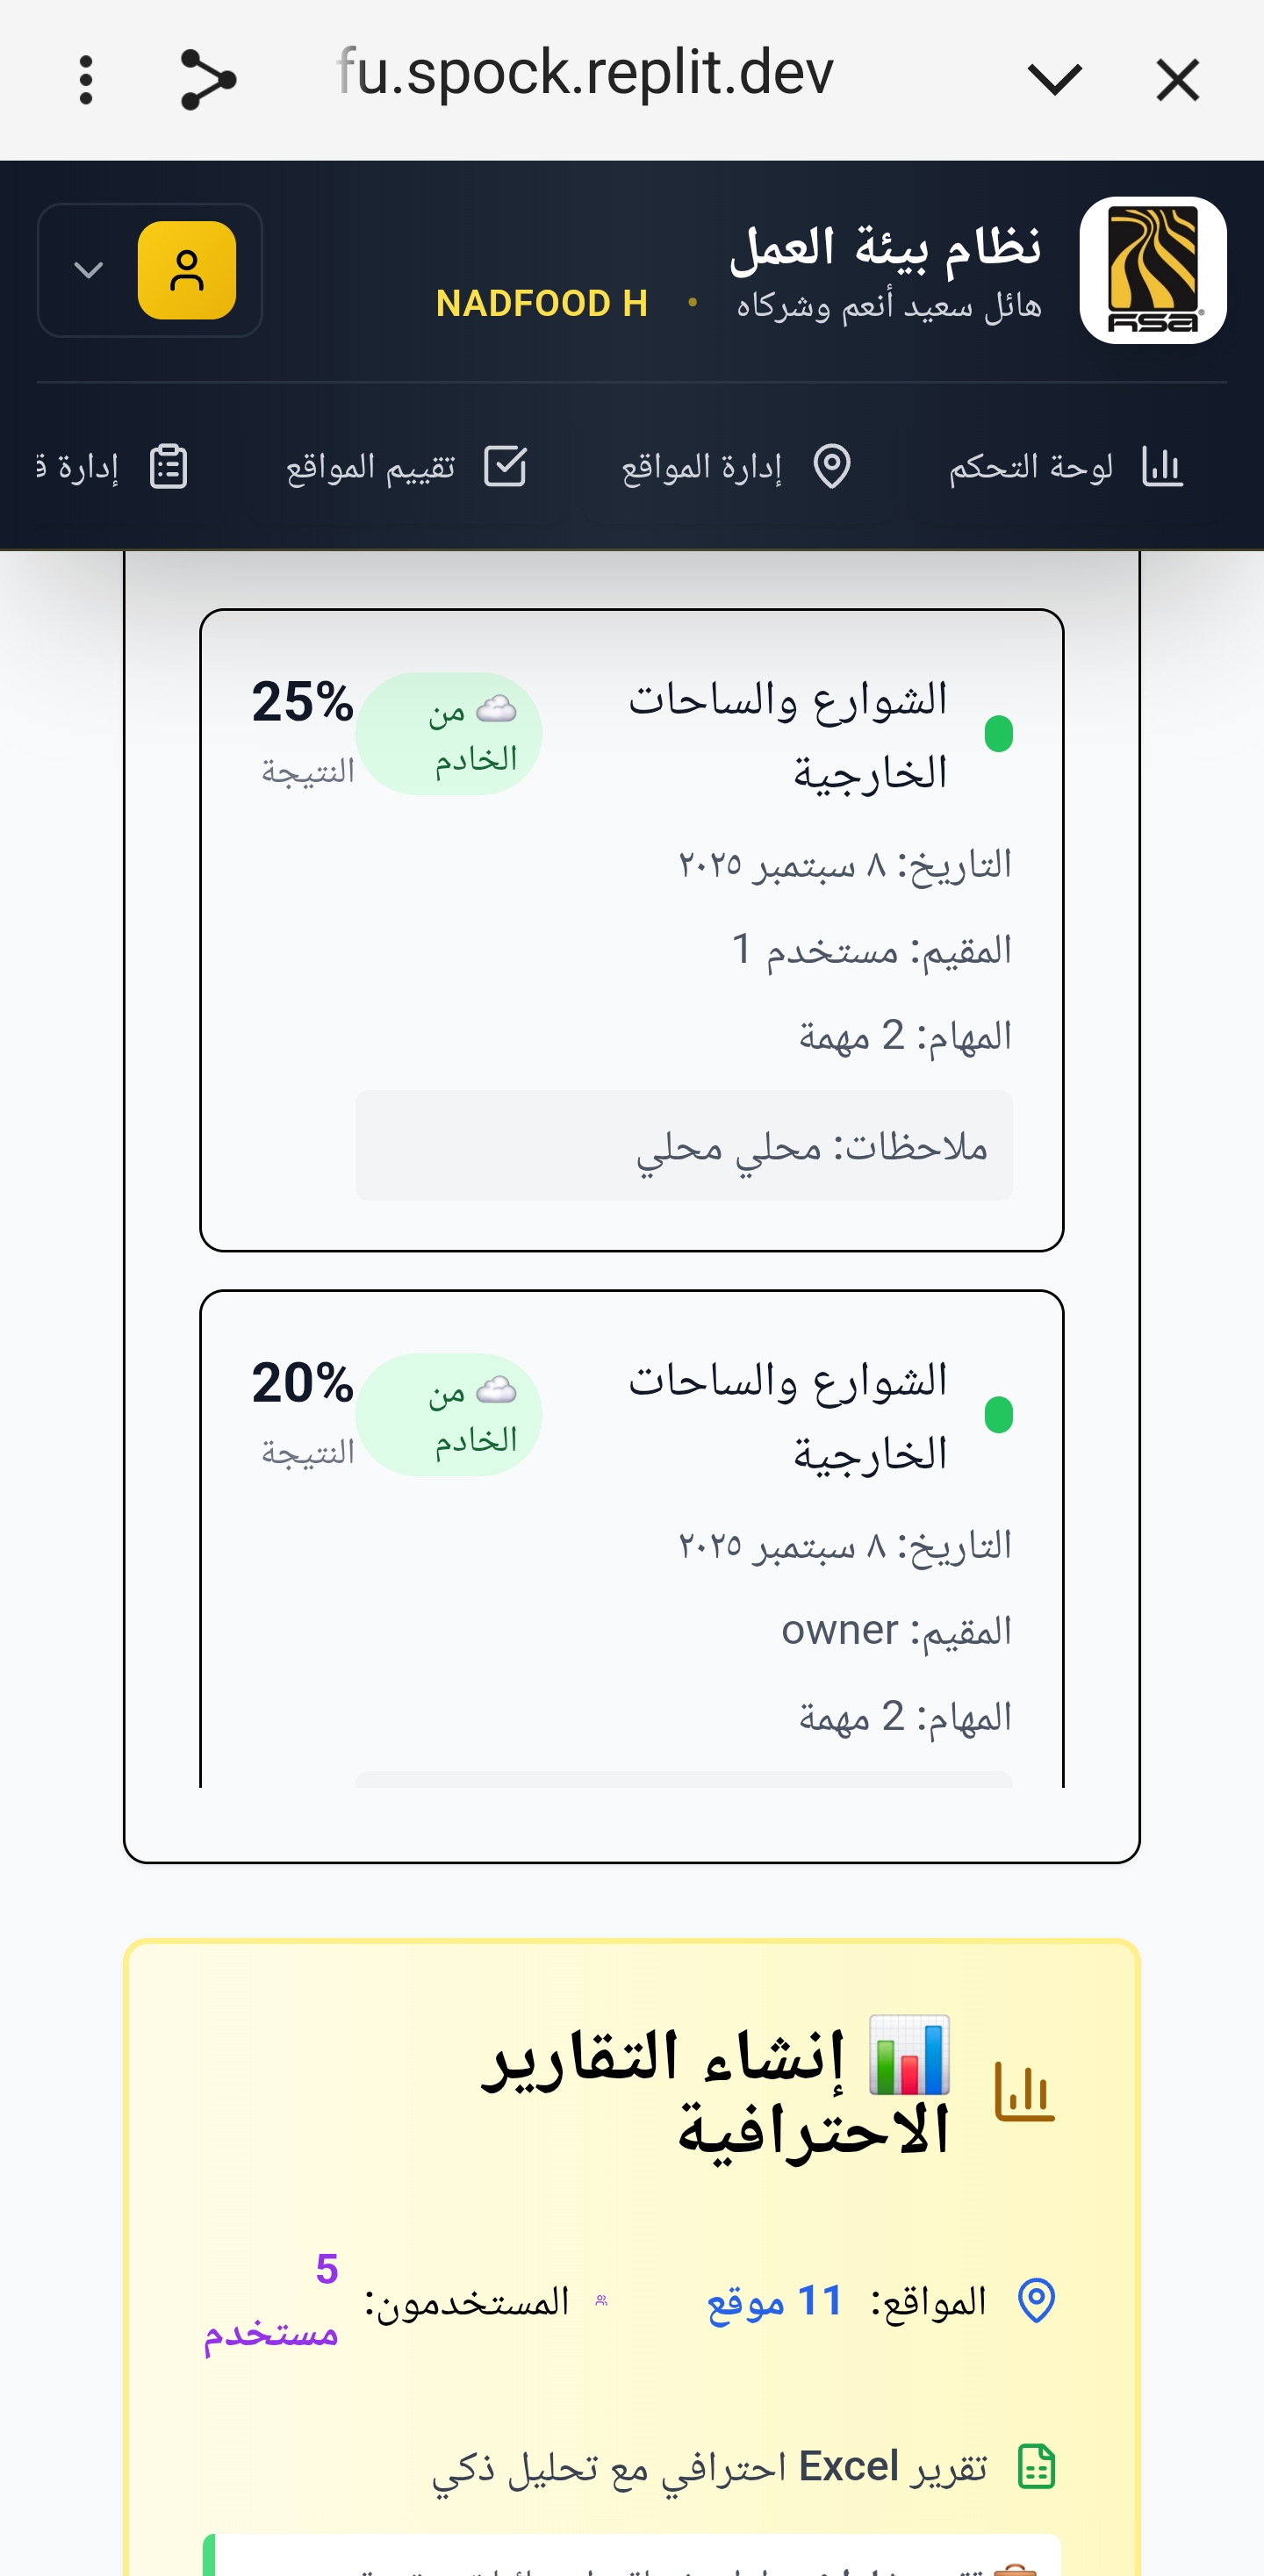 fu.spock.replit.dev
نظام بيئة العمل
هائل سعيد أنعم وشركاه • NADFOOD H
HSA
لوحة التحكم
إدارة المواقع
تقييم المواقع
إدارة
الشوارع والساحات
الخارجية
☁️ من
الخادم
25%
النتيجة
التاريخ: ٨ سبتمبر ٢٠٢٥
المقيم: مستخدم 1
المهام: 2 مهمة
ملاحظات: محلي محلي
الشوارع والساحات
الخارجية
☁️ من
الخادم
20%
النتيجة
التاريخ: ٨ سبتمبر ٢٠٢٥
المقيم: owner
المهام: 2 مهمة
📊 إنشاء التقارير
الاحترافية
المواقع: 11 موقع
المستخدمون: 5
مستخدم
تقرير Excel احترافي مع تحليل ذكي